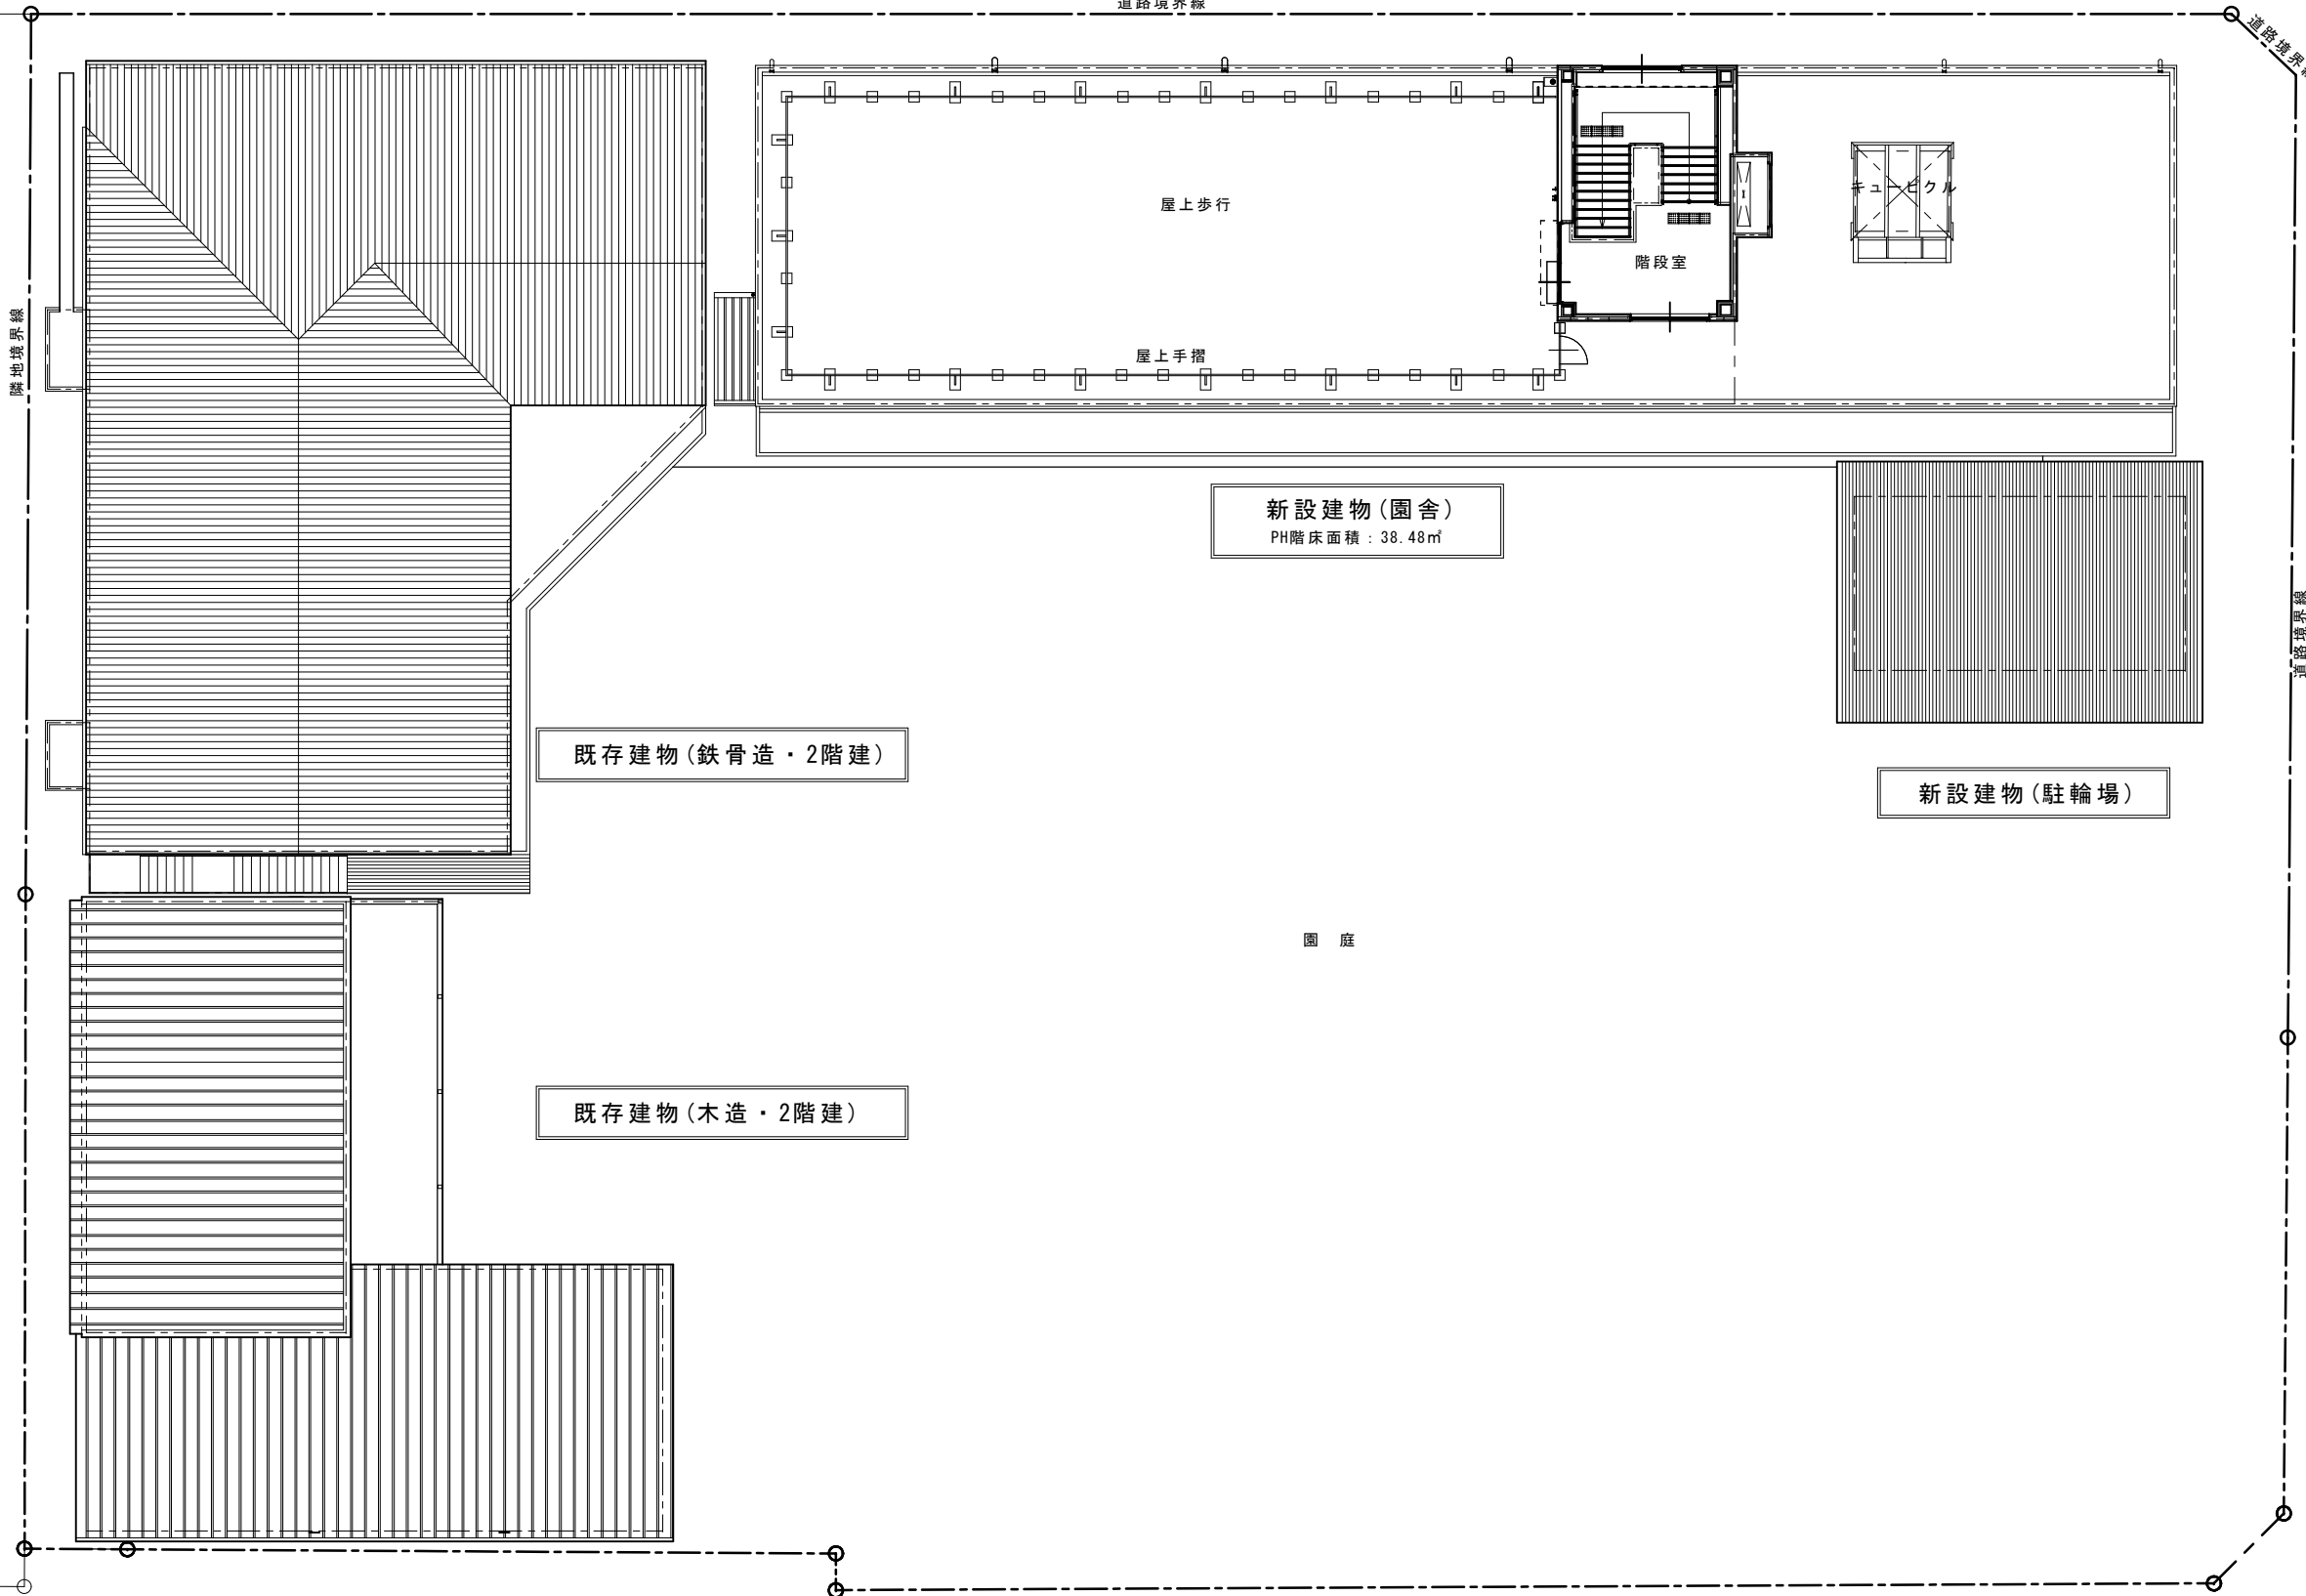 道路境界線
道路境界線
屋上歩行
キュービクル
階段室
隣地境界線
屋上手摺
新設建物(園舎)
PH階床面積：38.48㎡
道路境界線
既存建物(鉄骨造・2階建)
新設建物(駐輪場)
園　庭
既存建物(木造・2階建)